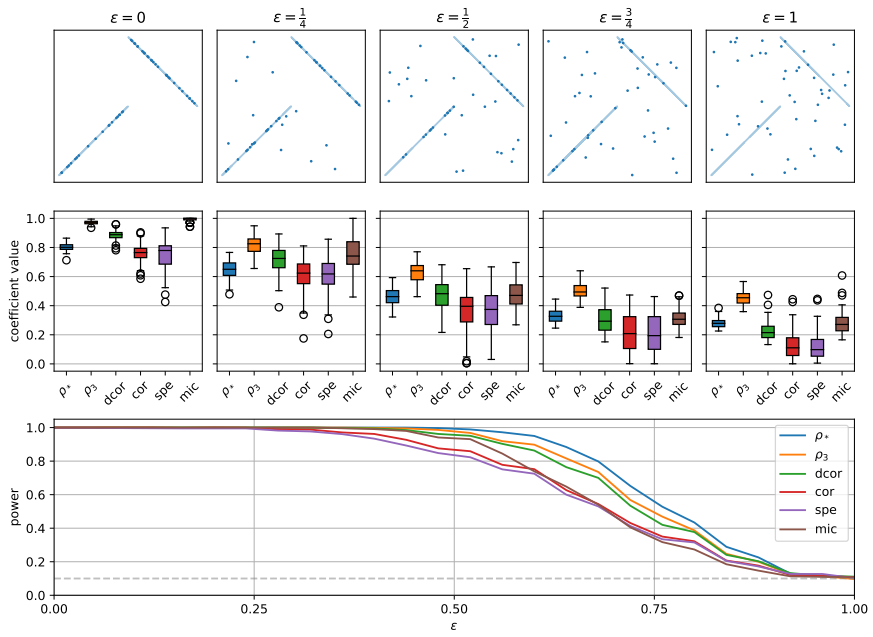 ε = 0 ε = 1/4 ε = 1/2 ε = 3/4 ε = 1
1.0
0.8
0.6
0.4
0.2
0.0
coefficient value
ρ* ρ3 dcor cor spe mic ρ* ρ3 dcor cor spe mic ρ* ρ3 dcor cor spe mic ρ* ρ3 dcor cor spe mic ρ* ρ3 dcor cor spe mic
1.0
0.8
0.6
0.4
0.2
0.0
power
ρ*
ρ3
dcor
cor
spe
mic
0.00 0.25 0.50 0.75 1.00
ε